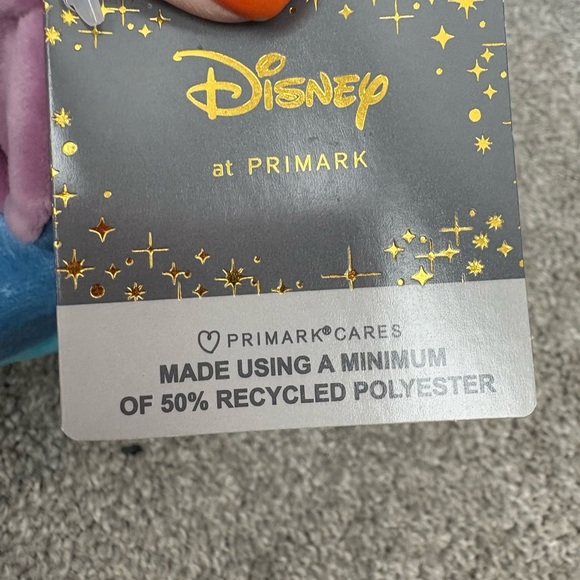 Disney
at PRIMARK
PRIMARK® CARES
MADE USING A MINIMUM
OF 50% RECYCLED POLYESTER